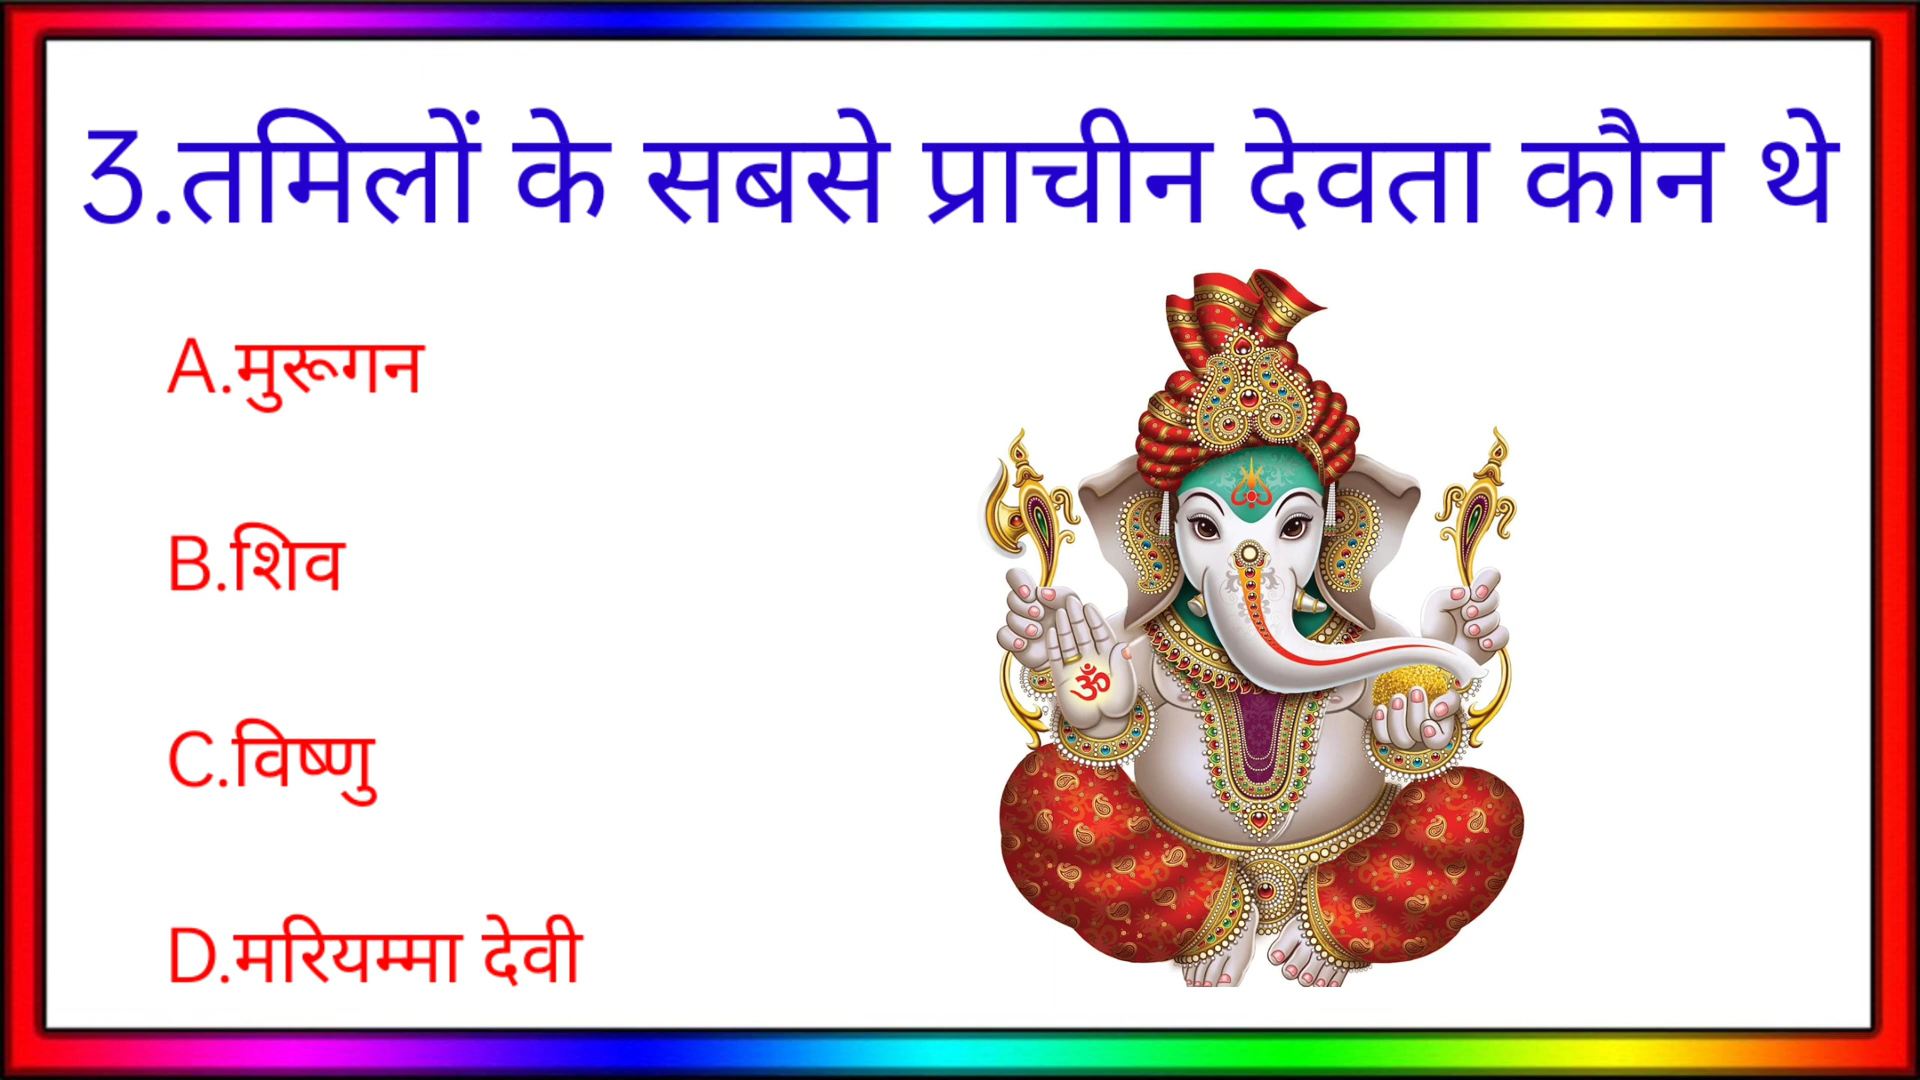 3.तमिलों के सबसे प्राचीन देवता कौन थे
A.मुरूगन
B.शिव
ॐ
C.विष्णु
D.मरियम्मा देवी